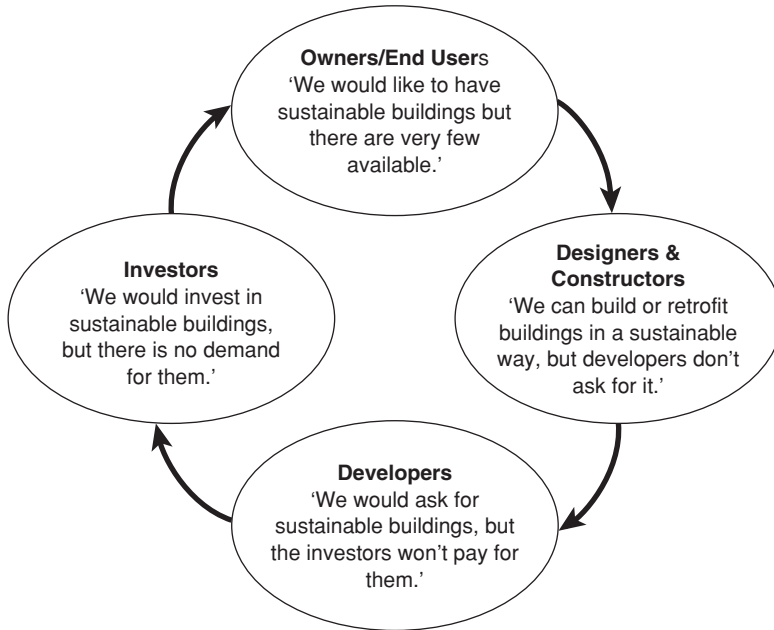 Owners/End Users
‘We would like to have
sustainable buildings but
there are very few
available.’
Designers &
Constructors
‘We can build or retrofit
buildings in a sustainable
way, but developers don’t
ask for it.’
Developers
‘We would ask for
sustainable buildings, but
the investors won’t pay for
them.’
Investors
‘We would invest in
sustainable buildings,
but there is no demand
for them.’